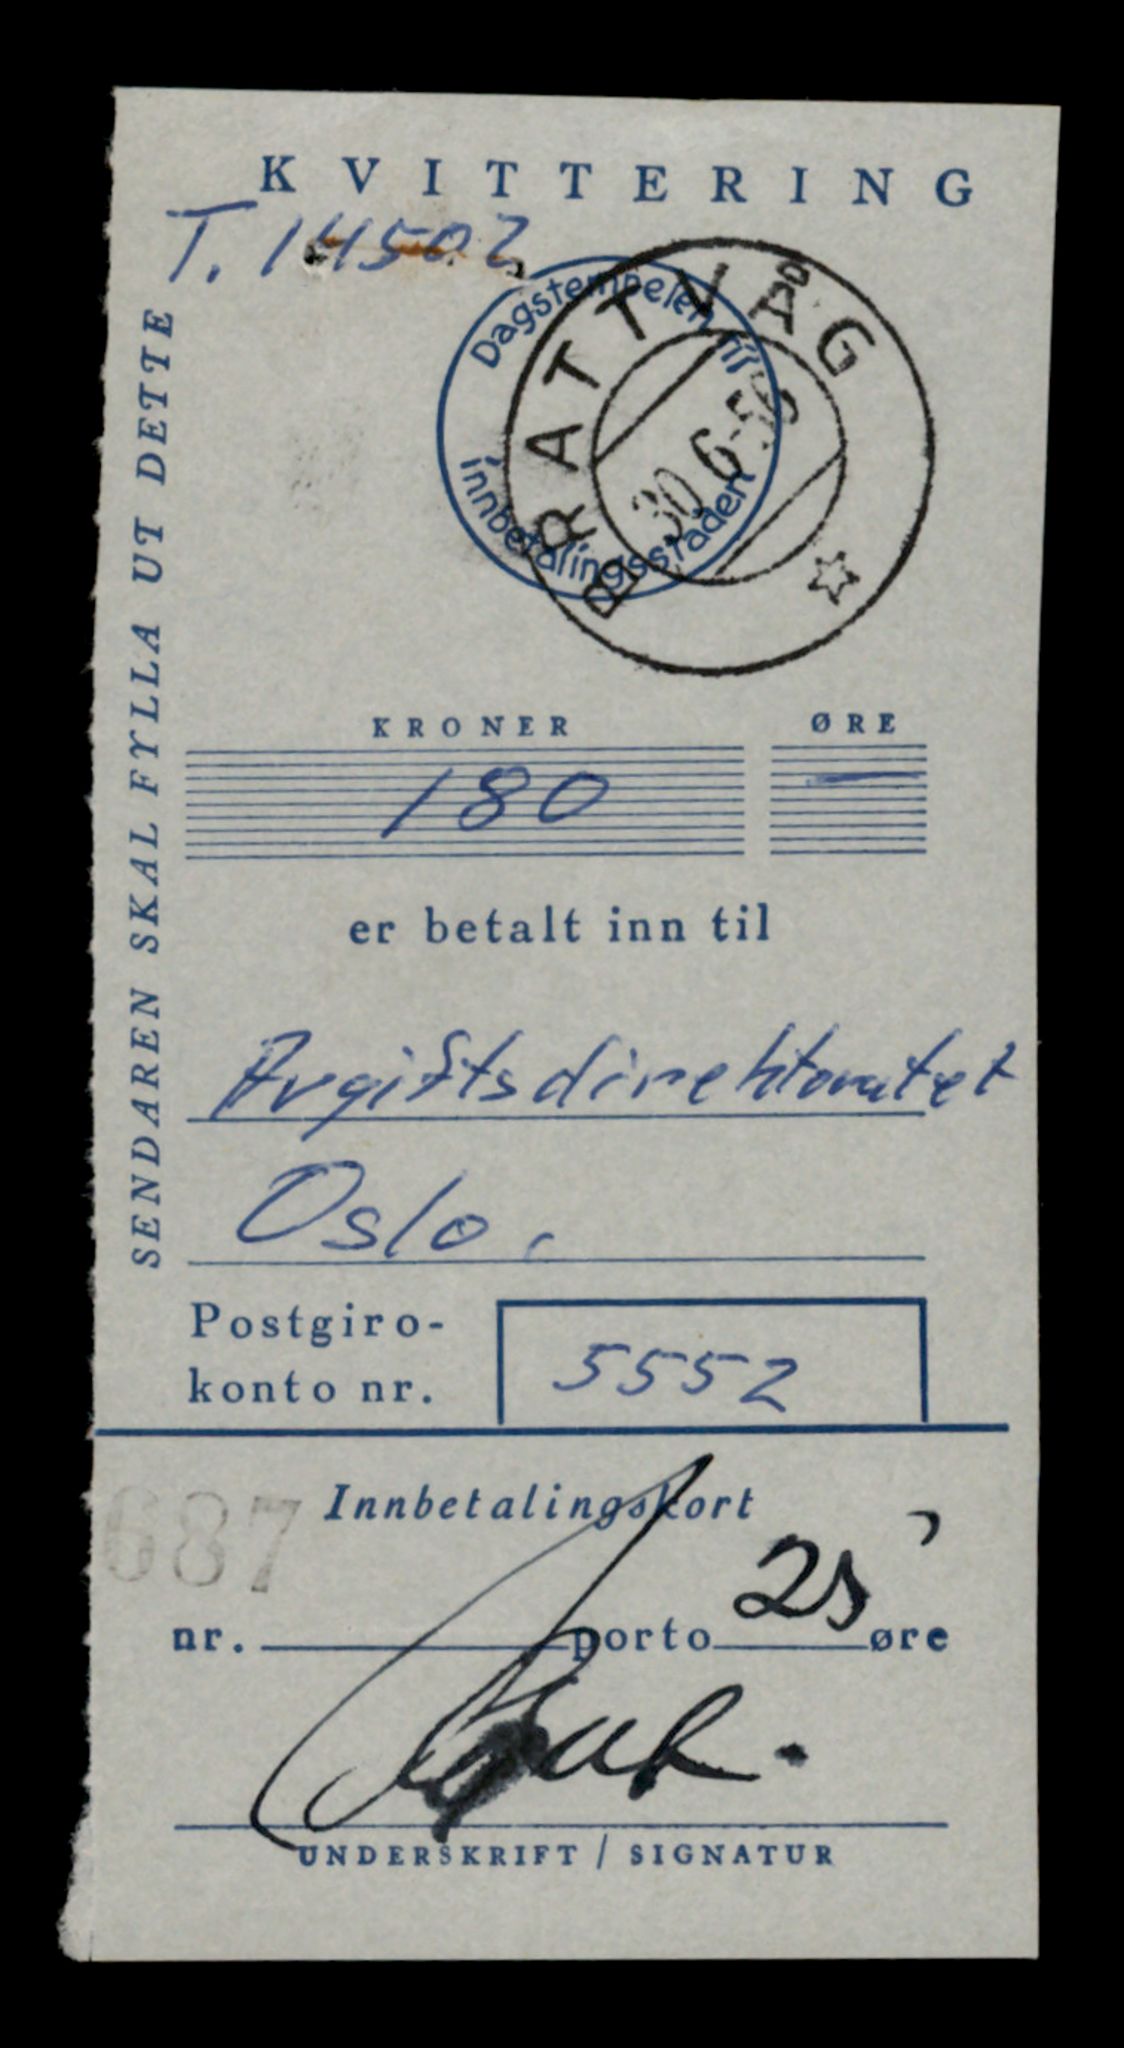 KVITTERING
T. 14502
SENDAREN SKAL FYLLA UT DETTE
Dagstempelen til
innbetalingsstaden
BRATTVÅG
30.6-56
KRONER ØRE
180 —
er betalt inn til
Avgiftsdirektoratet
Oslo.
Postgiro-
konto nr. 5552
Innbetalingskort
687
nr. porto 25 øre
UNDERSKRIFT / SIGNATUR